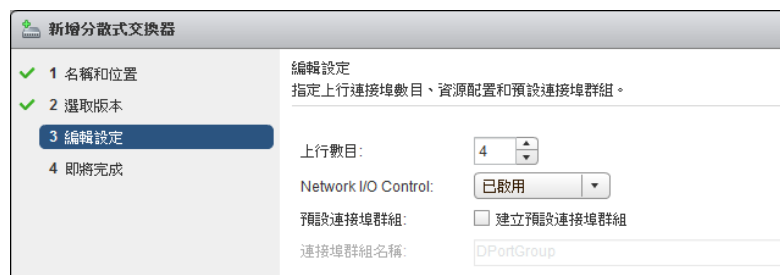 新增分散式交換器
1 名稱和位置
2 選取版本
3 編輯設定
4 即將完成
編輯設定
指定上行連接埠數目、資源配置和預設連接埠群組。
上行數目: 4
Network I/O Control: 已啟用
預設連接埠群組: 建立預設連接埠群組
連接埠群組名稱: DPortGroup